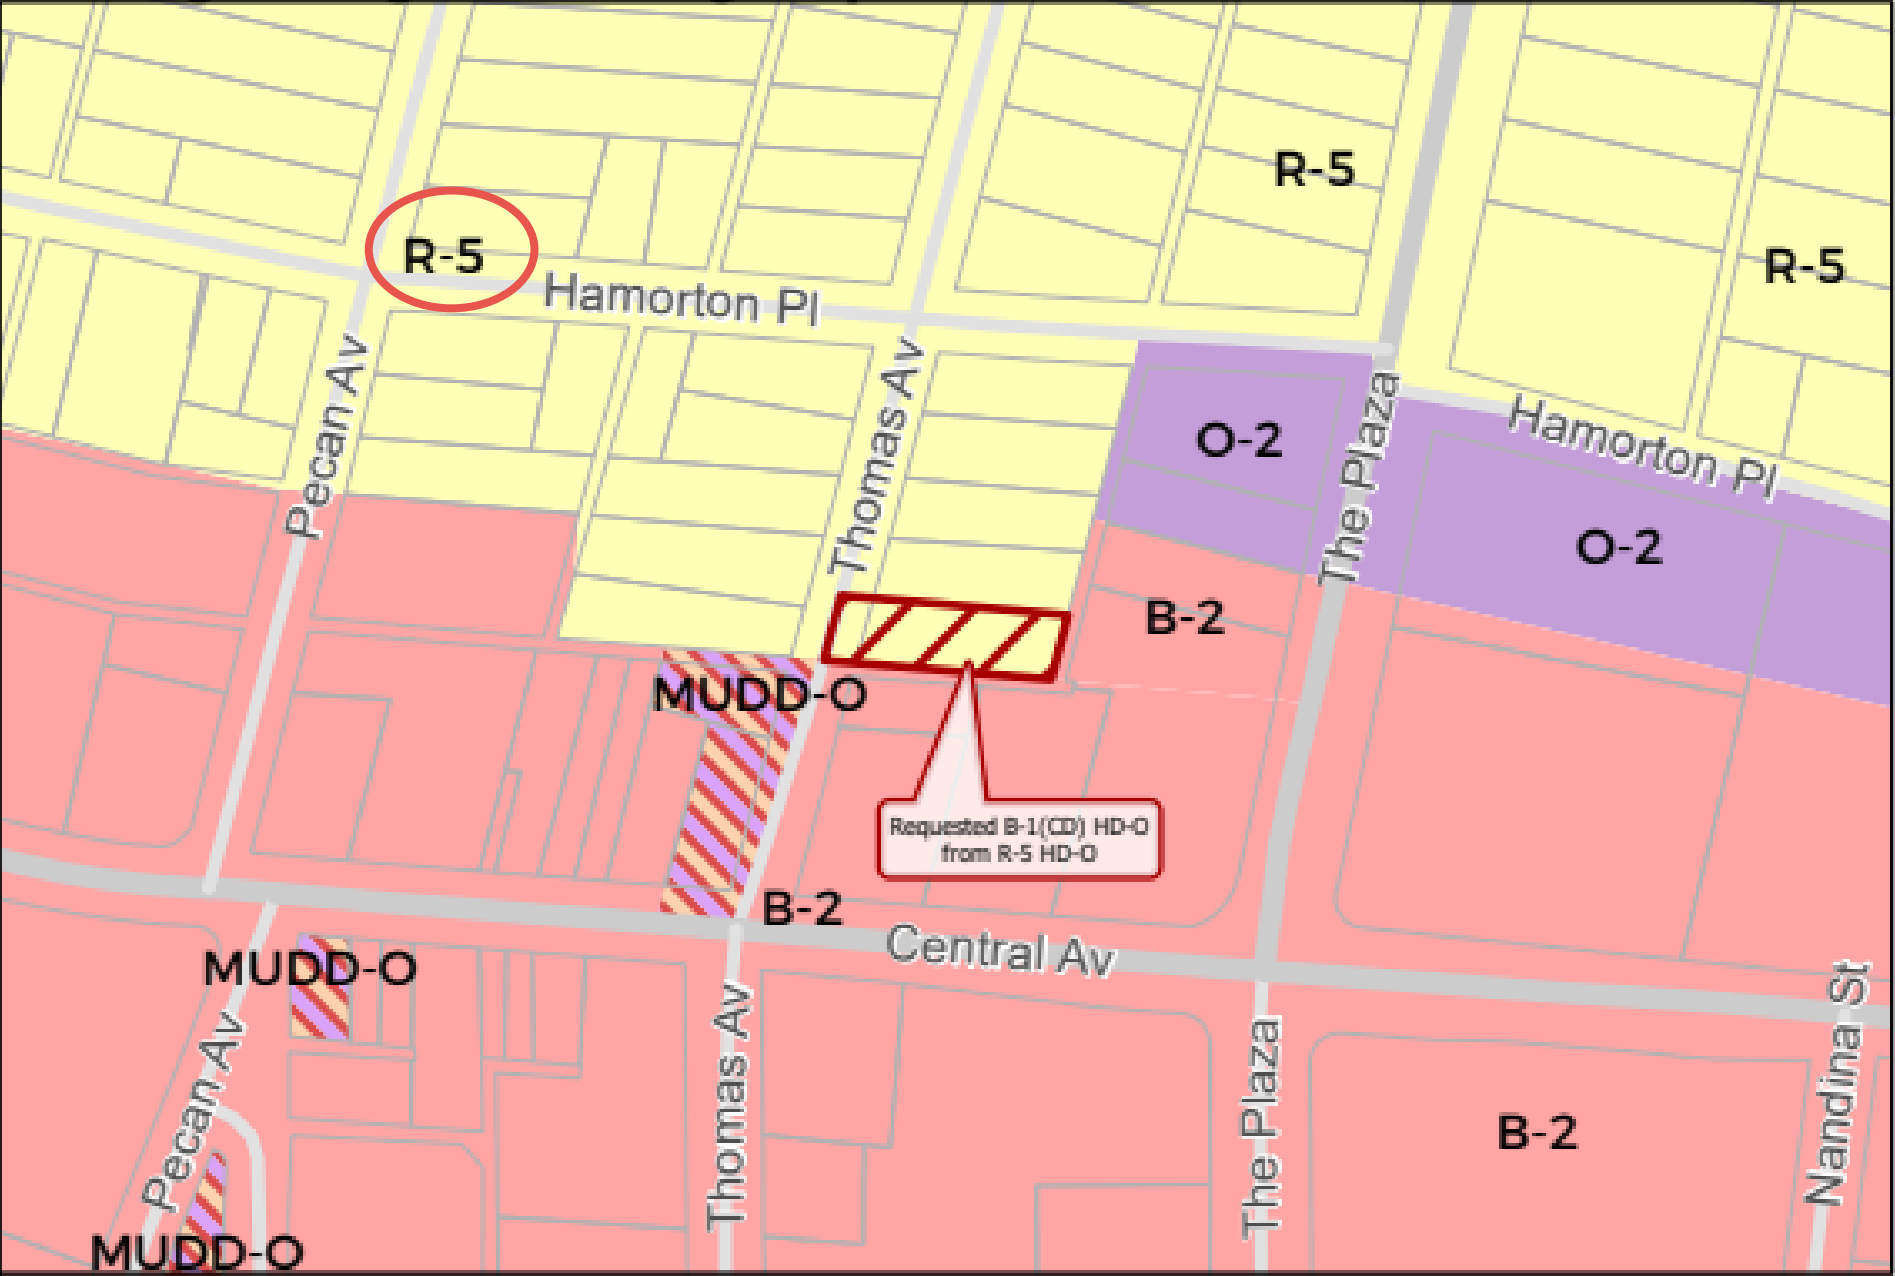 R-5
R-5
R-5
Hamorton Pl
Pecan Av
Thomas Av
The Plaza
Hamorton Pl
O-2
O-2
B-2
MUDD-O
Requested B-1(CD) HD-O
from R-5 HD-O
B-2
Central Av
MUDD-O
Pecan Av
Thomas Av
The Plaza
Nandina St
B-2
MUDD-O